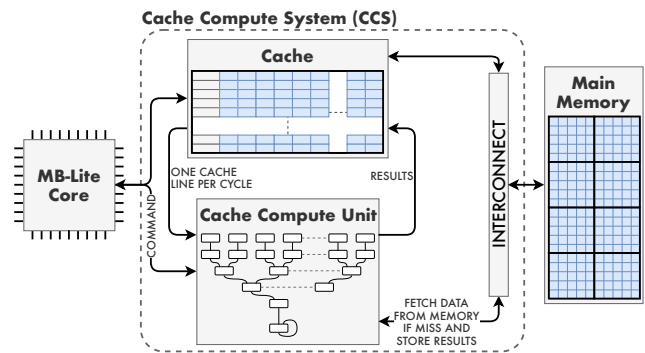 Cache Compute System (CCS)
Cache
Main
Memory
MB-Lite
Core
ONE CACHE
LINE PER CYCLE
RESULTS
COMMAND
Cache Compute Unit
INTERCONNECT
FETCH DATA
FROM MEMORY
IF MISS AND
STORE RESULTS